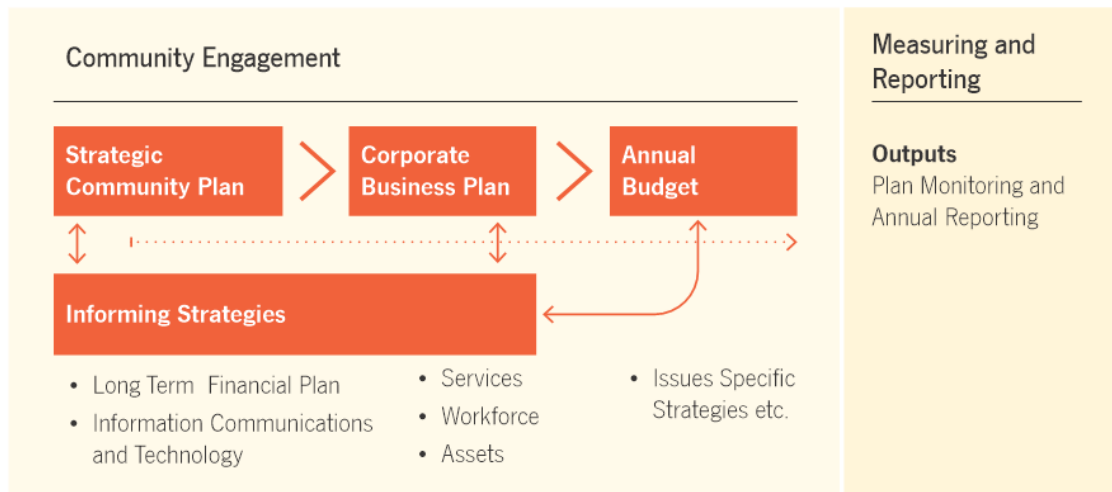 Community Engagement
Measuring and
Reporting
Strategic
Community Plan
Corporate
Business Plan
Annual
Budget
Outputs
Plan Monitoring and
Annual Reporting
Informing Strategies
• Long Term Financial Plan
• Information Communications
and Technology
• Services
• Workforce
• Assets
• Issues Specific
Strategies etc.